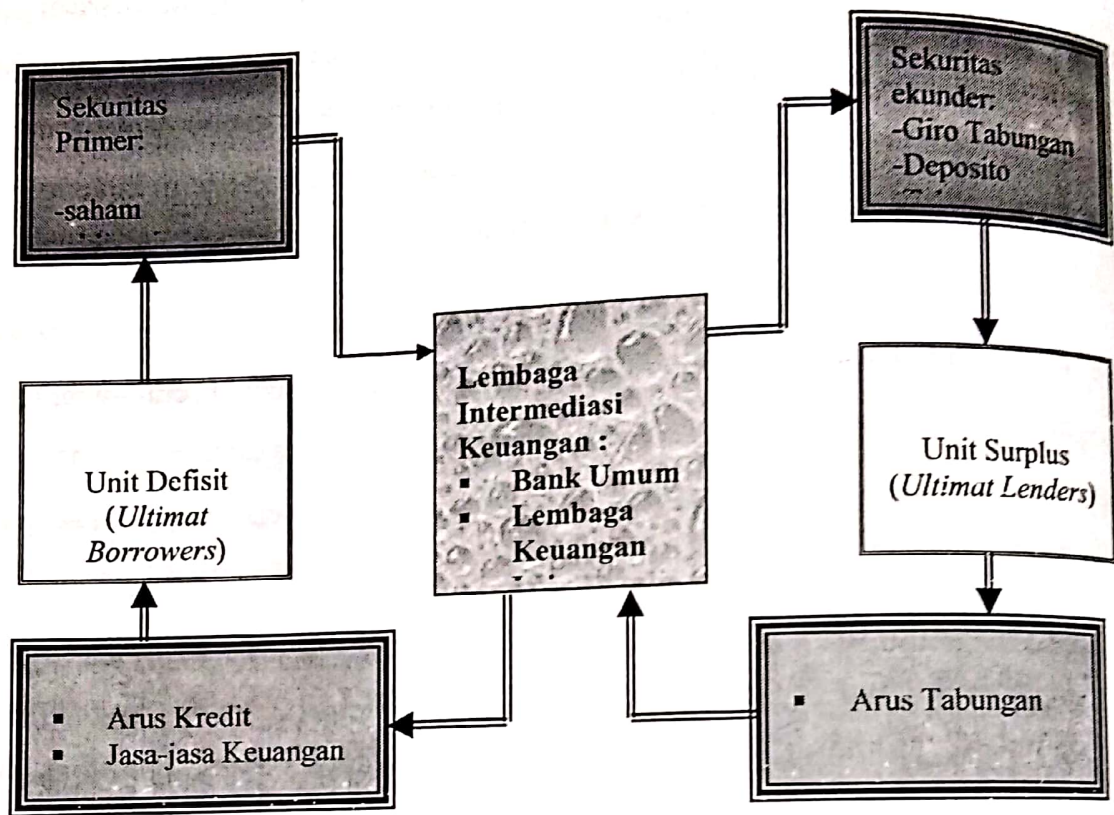 Sekuritas
Primer:
-saham
Sekuritas
ekunder:
-Giro Tabungan
-Deposito
Lembaga
Intermediasi
Keuangan :
▪ Bank Umum
▪ Lembaga
Keuangan
Unit Defisit
(Ultimat
Borrowers)
Unit Surplus
(Ultimat Lenders)
▪ Arus Kredit
▪ Jasa-jasa Keuangan
▪ Arus Tabungan